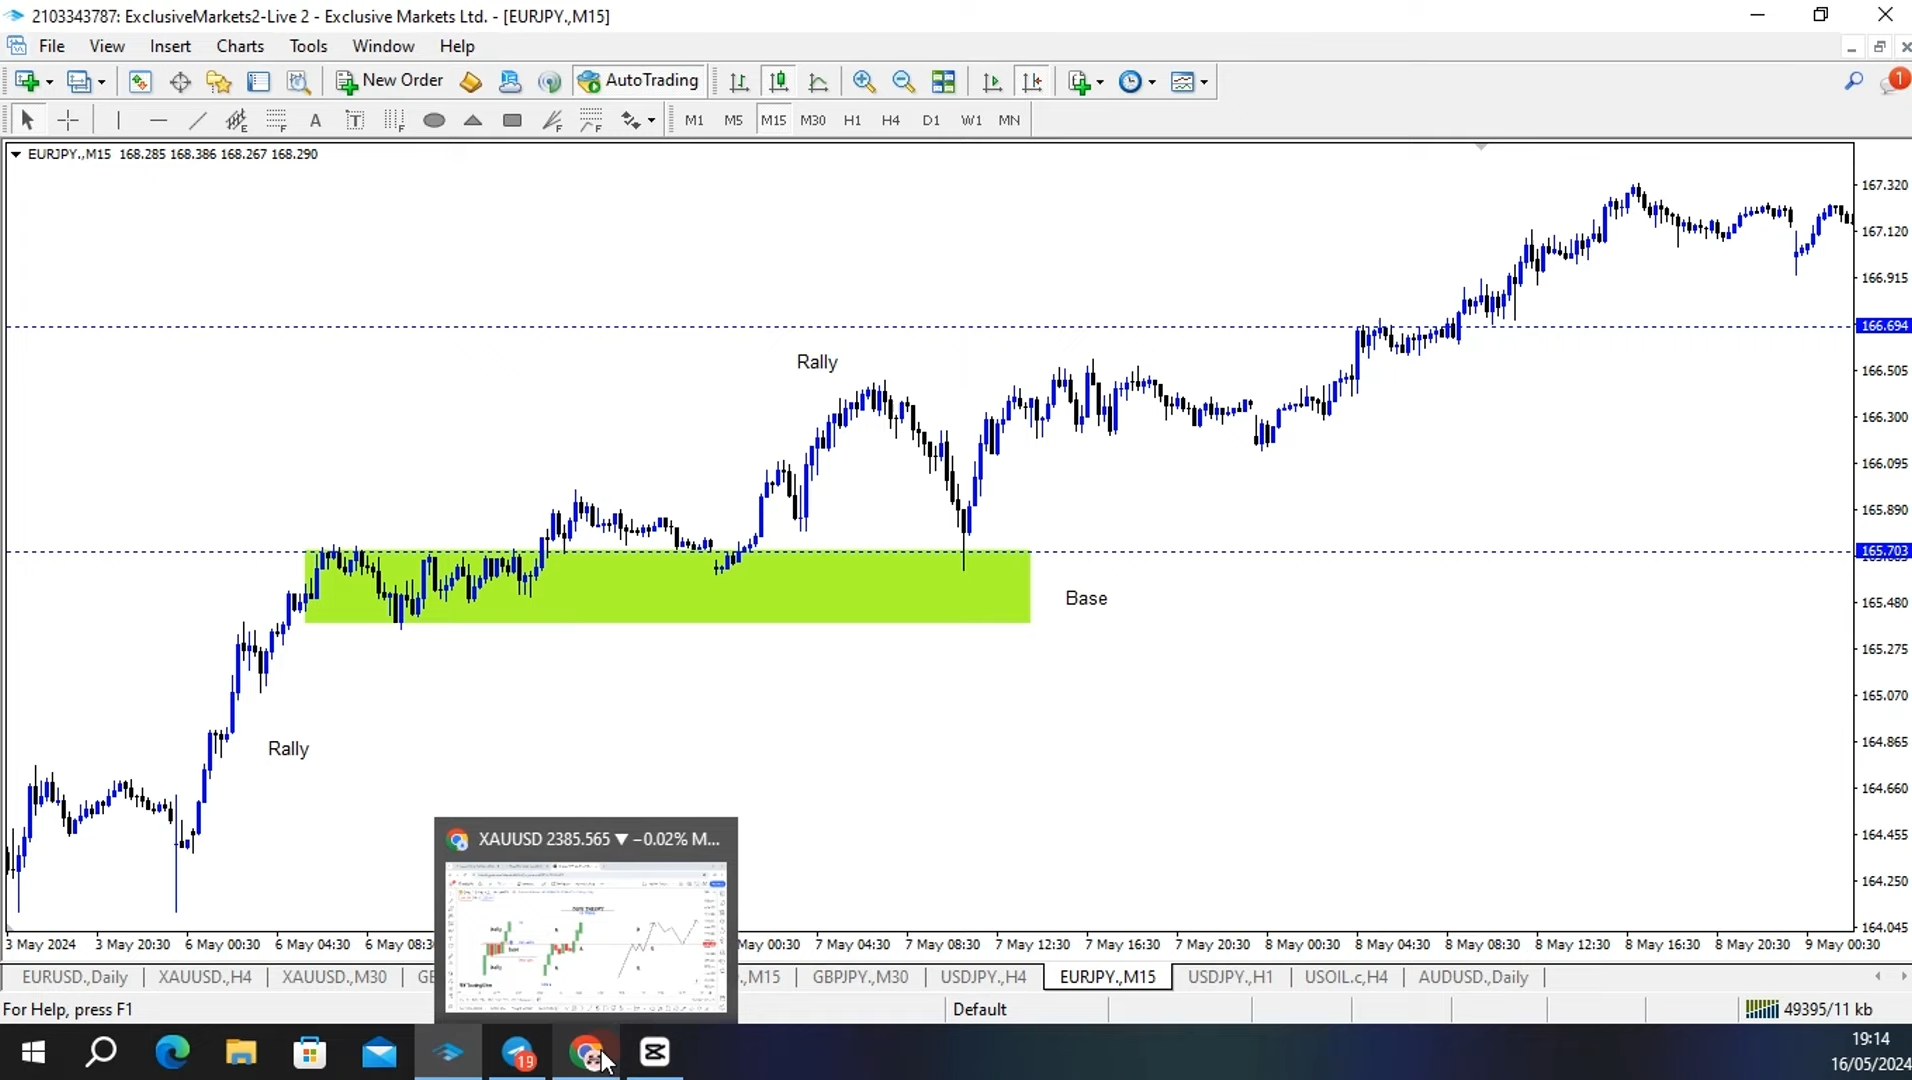 2103343787: ExclusiveMarkets2-Live 2 - Exclusive Markets Ltd. - [EURJPY.,M15]
File View Insert Charts Tools Window Help
New Order AutoTrading 1
A T M1 M5 M15 M30 H1 H4 D1 W1 MN
EURJPY.,M15 168.285 168.386 168.267 168.290
167.320
167.120
166.915
166.694
Rally
166.505
166.300
166.095
165.890
165.703
Base
165.480
165.275
165.070
Rally
164.865
164.660
164.455
XAUUSD 2385.565 ▼ −0.02% M...
164.250
164.045
3 May 2024 3 May 20:30 6 May 00:30 6 May 04:30 6 May 08:30 May 00:30 7 May 04:30 7 May 08:30 7 May 12:30 7 May 16:30 7 May 20:30 8 May 00:30 8 May 04:30 8 May 08:30 8 May 12:30 8 May 16:30 8 May 20:30 9 May 00:30
EURUSD.,Daily XAUUSD.,H4 XAUUSD.,M30 GB .,M15 GBPJPY.,M30 USDJPY.,H4 EURJPY.,M15 USDJPY.,H1 USOIL.c,H4 AUDUSD.,Daily
For Help, press F1 Default 49395/11 kb
19
19:14
16/05/2024